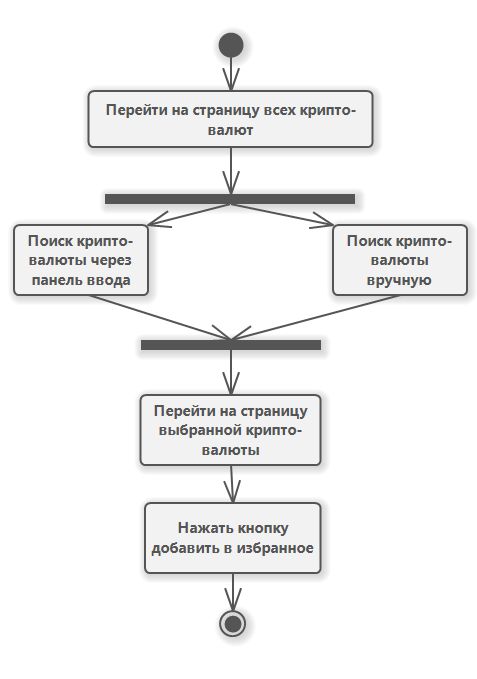 Перейти на страницу всех крипто-
валют
Поиск крипто-
валюты через
панель ввода
Поиск крипто-
валюты
вручную
Перейти на страницу
выбранной крипто-
валюты
Нажать кнопку
добавить в избранное